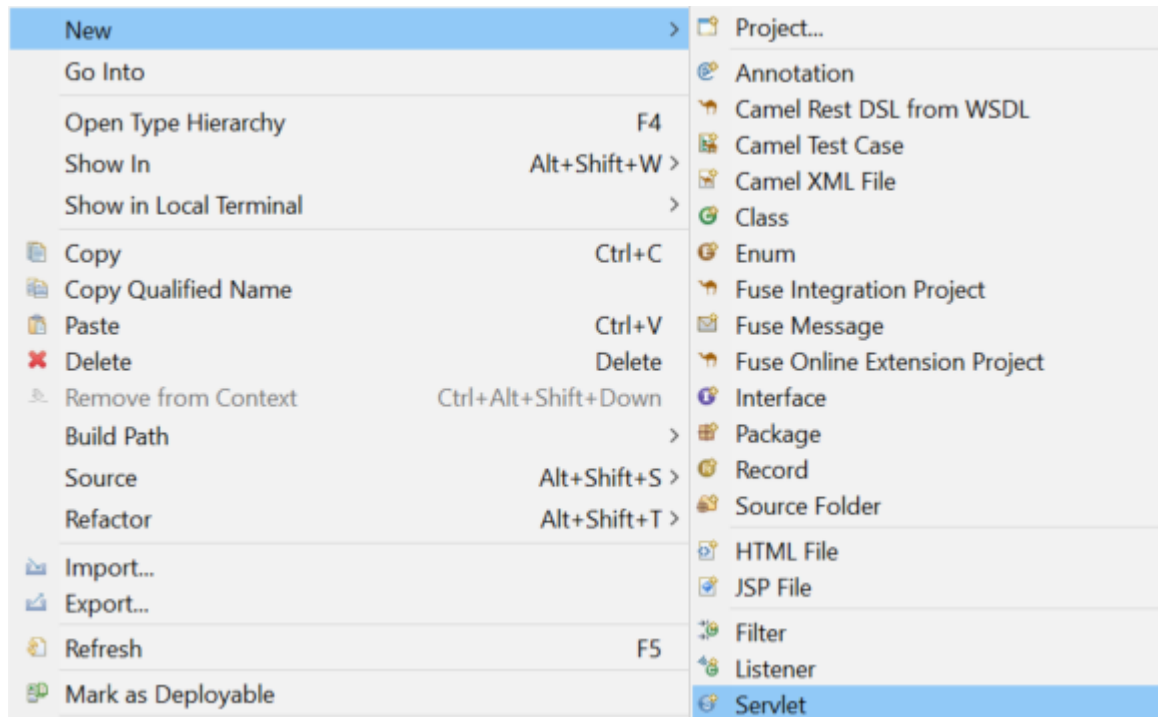 New
Go Into
Open Type Hierarchy F4
Show In Alt+Shift+W >
Show in Local Terminal >
Copy Ctrl+C
Copy Qualified Name
Paste Ctrl+V
Delete Delete
Remove from Context Ctrl+Alt+Shift+Down
Build Path >
Source Alt+Shift+S >
Refactor Alt+Shift+T >
Import...
Export...
Refresh F5
Mark as Deployable
Project...
Annotation
Camel Rest DSL from WSDL
Camel Test Case
Camel XML File
Class
Enum
Fuse Integration Project
Fuse Message
Fuse Online Extension Project
Interface
Package
Record
Source Folder
HTML File
JSP File
Filter
Listener
Servlet